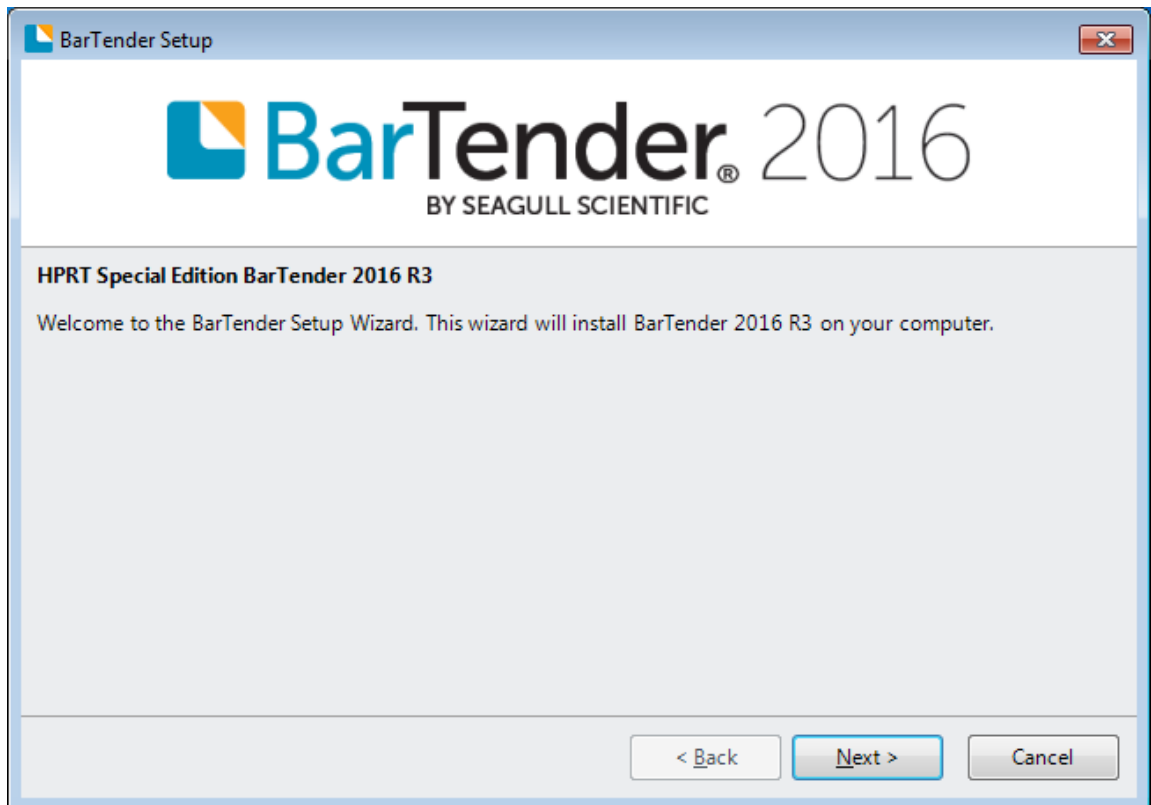 BarTender Setup
BarTender® 2016
BY SEAGULL SCIENTIFIC
HPRT Special Edition BarTender 2016 R3
Welcome to the BarTender Setup Wizard. This wizard will install BarTender 2016 R3 on your computer.
< Back Next > Cancel